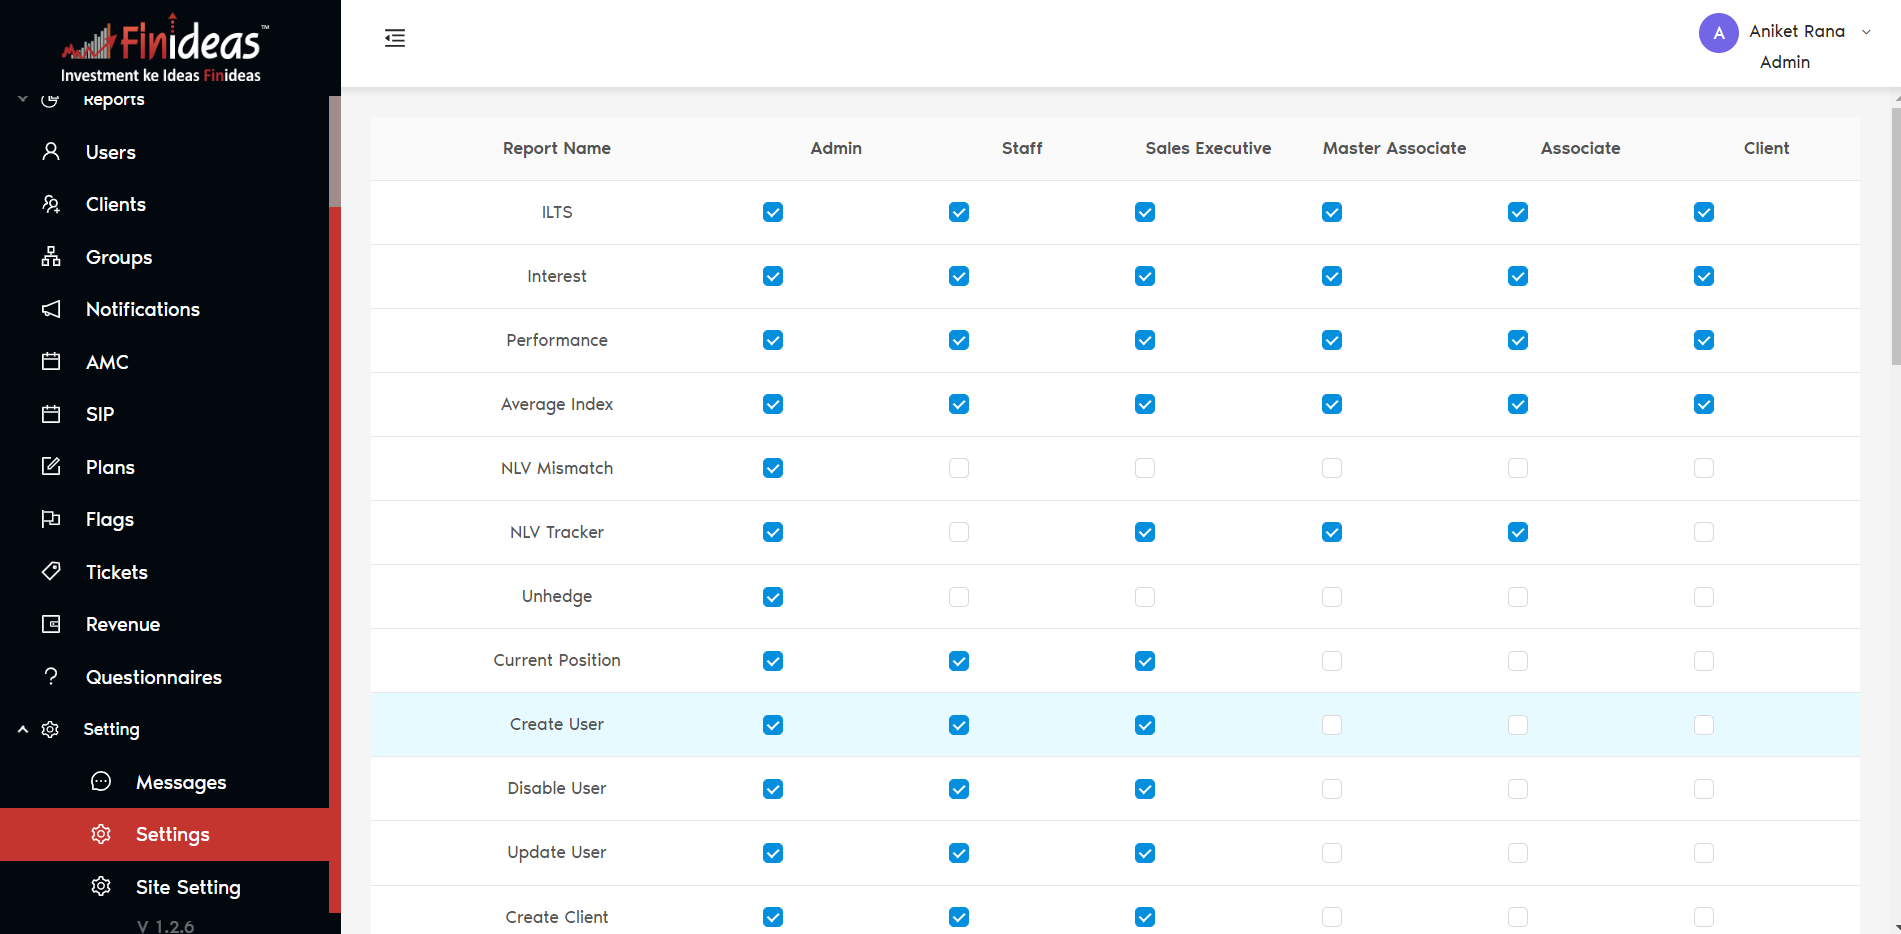 Finideas™
Investment ke Ideas Finideas
Reports
Users
Clients
Groups
Notifications
AMC
SIP
Plans
Flags
Tickets
Revenue
Questionnaires
Setting
Messages
Settings
Site Setting
V 1.2.6
A Aniket Rana
Admin
Report Name Admin Staff Sales Executive Master Associate Associate Client
ILTS
Interest
Performance
Average Index
NLV Mismatch
NLV Tracker
Unhedge
Current Position
Create User
Disable User
Update User
Create Client